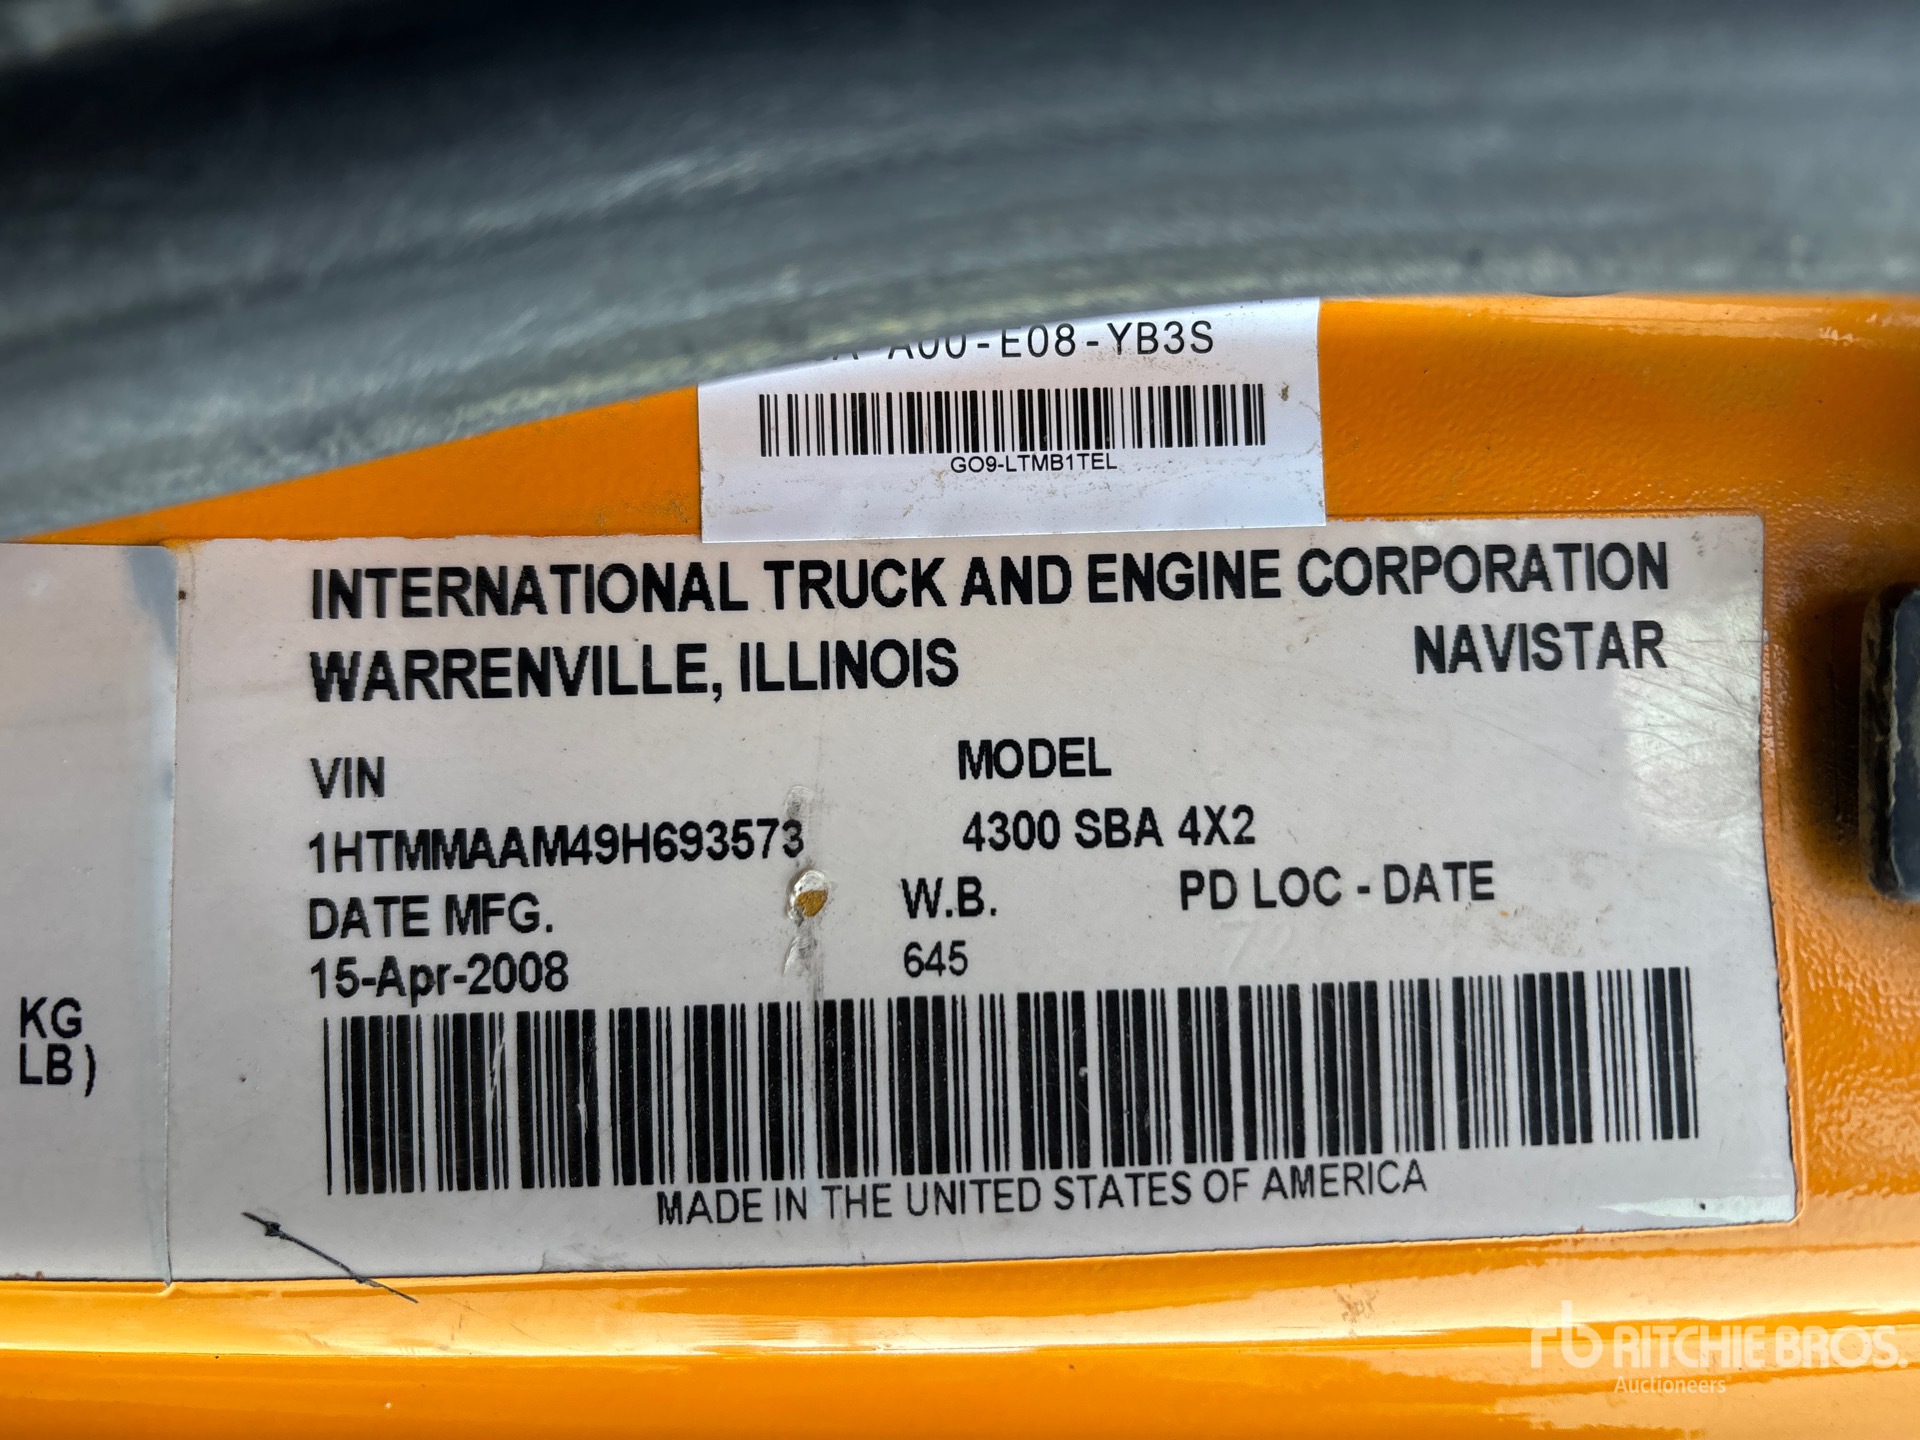 A00-E08-YB3S
GO9-LTMB1TEL
INTERNATIONAL TRUCK AND ENGINE CORPORATION
WARRENVILLE, ILLINOIS NAVISTAR
VIN MODEL
1HTMMAAM49H693573 4300 SBA 4X2
DATE MFG. W.B. PD LOC - DATE
15-Apr-2008 645
KG
LB)
MADE IN THE UNITED STATES OF AMERICA
rb RITCHIE BROS.
Auctioneers